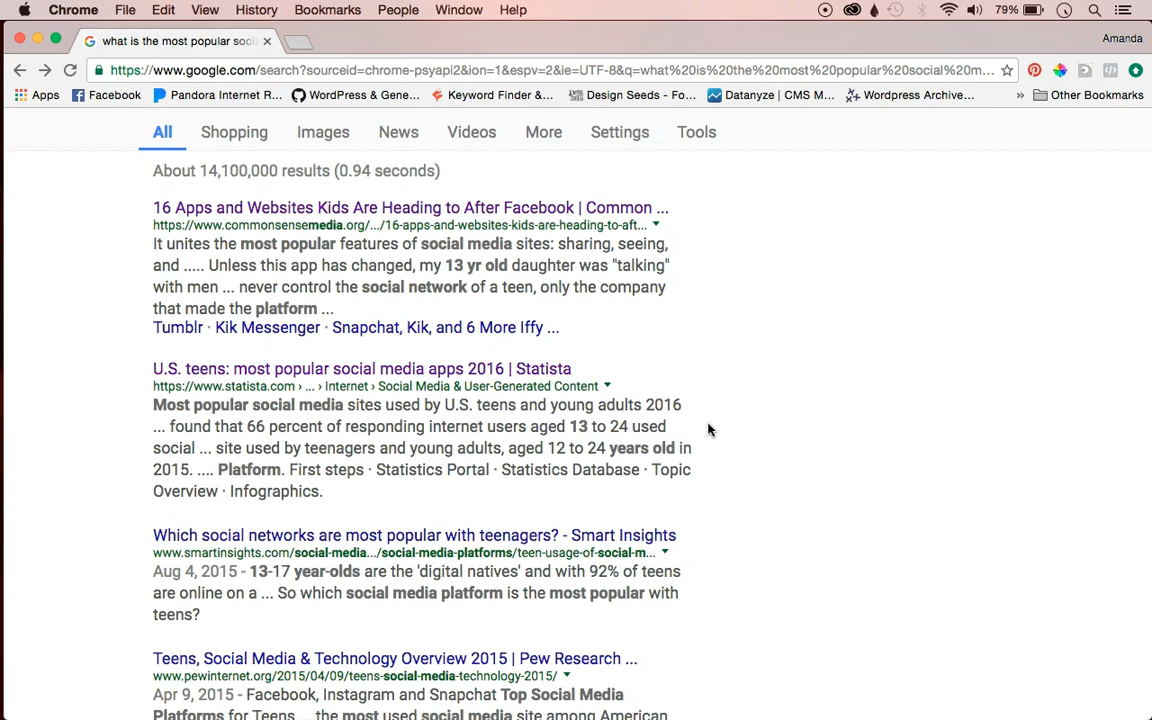 Chrome File Edit View History Bookmarks People Window Help 79%
what is the most popular soci
Amanda
https://www.google.com/search?sourceid=chrome-psyapi2&ion=1&espv=2&ie=UTF-8&q=what%20is%20the%20most%20popular%20social%20m...
Apps Facebook Pandora Internet R... WordPress & Gene... Keyword Finder &... Design Seeds - Fo... Datanyze | CMS M... Wordpress Archive... » Other Bookmarks
All Shopping Images News Videos More Settings Tools
About 14,100,000 results (0.94 seconds)
16 Apps and Websites Kids Are Heading to After Facebook | Common ...
https://www.commonsensemedia.org/.../16-apps-and-websites-kids-are-heading-to-aft...
It unites the most popular features of social media sites: sharing, seeing,
and ..... Unless this app has changed, my 13 yr old daughter was "talking"
with men ... never control the social network of a teen, only the company
that made the platform ...
Tumblr · Kik Messenger · Snapchat, Kik, and 6 More Iffy ...
U.S. teens: most popular social media apps 2016 | Statista
https://www.statista.com › ... › Internet › Social Media & User-Generated Content
Most popular social media sites used by U.S. teens and young adults 2016
... found that 66 percent of responding internet users aged 13 to 24 used
social ... site used by teenagers and young adults, aged 12 to 24 years old in
2015. .... Platform. First steps · Statistics Portal · Statistics Database · Topic
Overview · Infographics.
Which social networks are most popular with teenagers? - Smart Insights
www.smartinsights.com/social-media.../social-media-platforms/teen-usage-of-social-m...
Aug 4, 2015 - 13-17 year-olds are the 'digital natives' and with 92% of teens
are online on a ... So which social media platform is the most popular with
teens?
Teens, Social Media & Technology Overview 2015 | Pew Research ...
www.pewinternet.org/2015/04/09/teens-social-media-technology-2015/
Apr 9, 2015 - Facebook, Instagram and Snapchat Top Social Media
Platforms for Teens ... the most used social media site among American